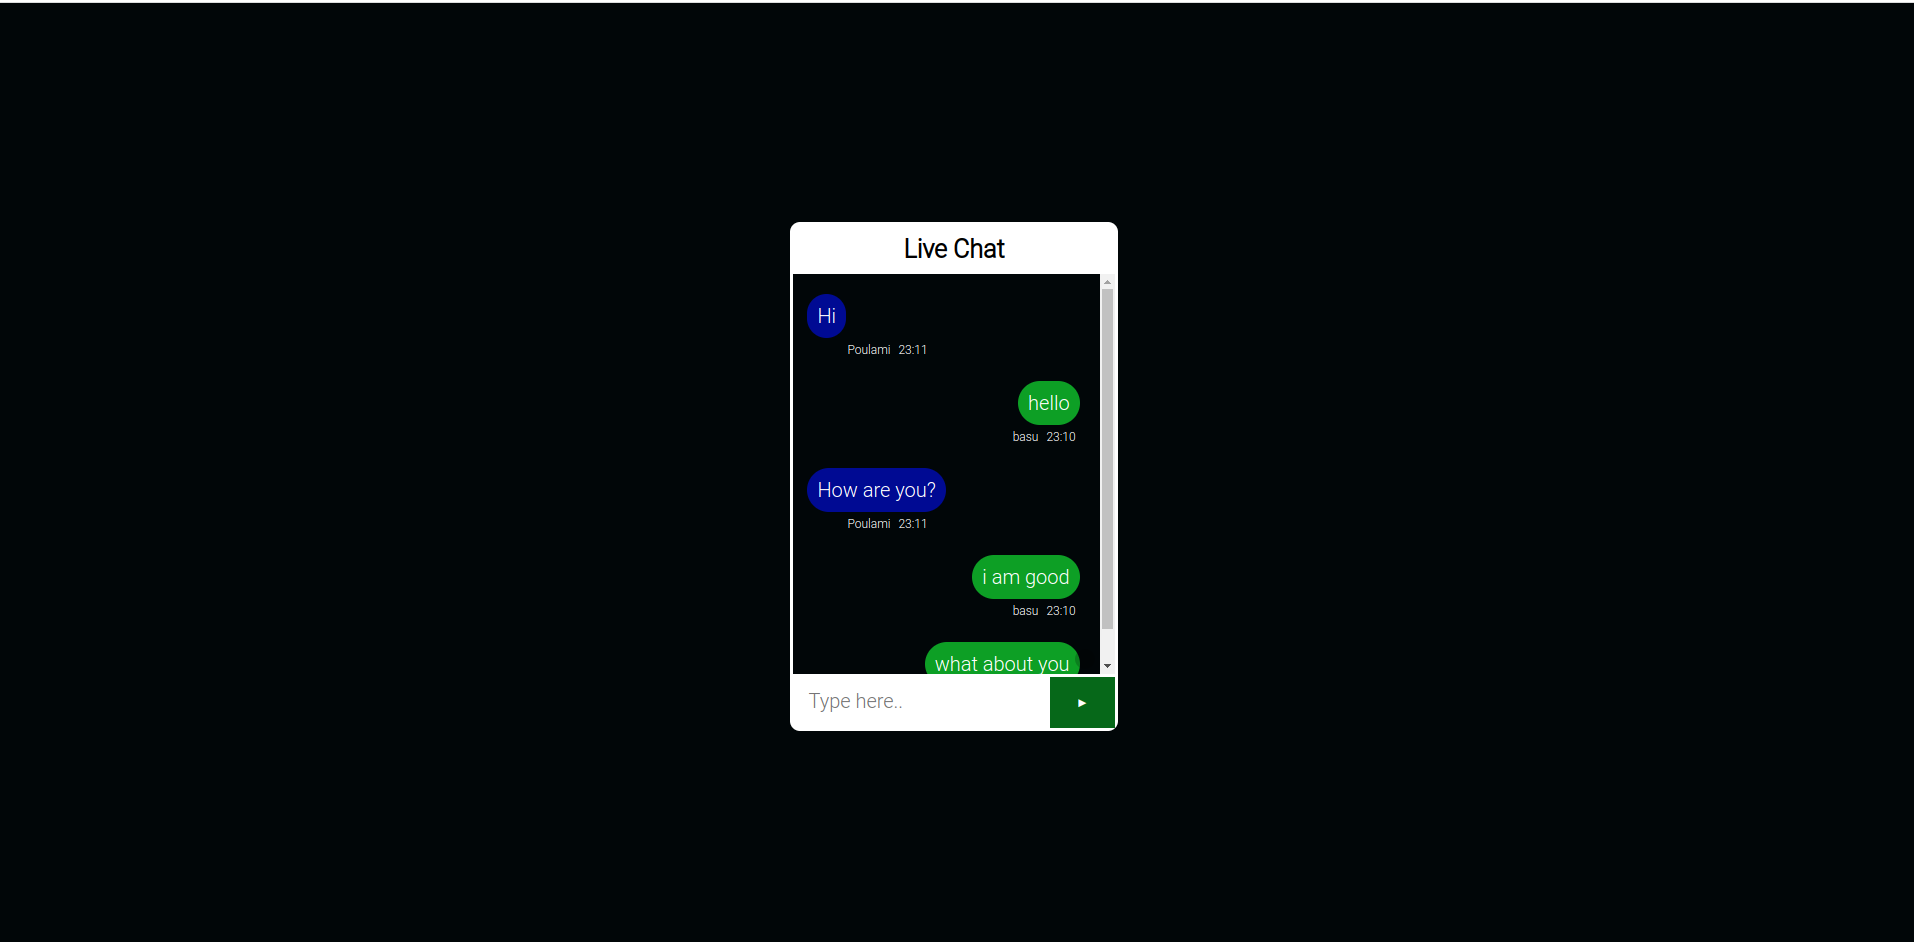 Live Chat
Hi
Poulami 23:11
hello
basu 23:10
How are you?
Poulami 23:11
i am good
basu 23:10
what about you
Type here..